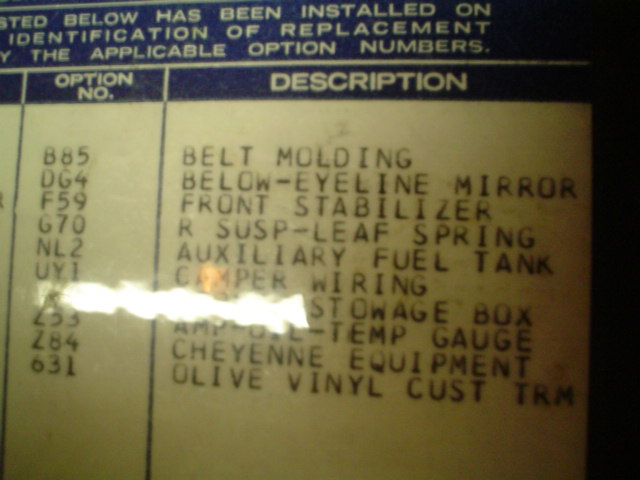 STED BELOW HAS BEEN INSTALLED ON
IDENTIFICATION OF REPLACEMENT
Y THE APPLICABLE OPTION NUMBERS.
OPTION NO. DESCRIPTION
B85 BELT MOLDING
DG4 BELOW-EYELINE MIRROR
F59 FRONT STABILIZER
G70 R SUSP-LEAF SPRING
NL2 AUXILIARY FUEL TANK
UY1 CAMPER WIRING
STOWAGE BOX
Z53 AMP-OIL-TEMP GAUGE
Z84 CHEYENNE EQUIPMENT
631 OLIVE VINYL CUST TRM